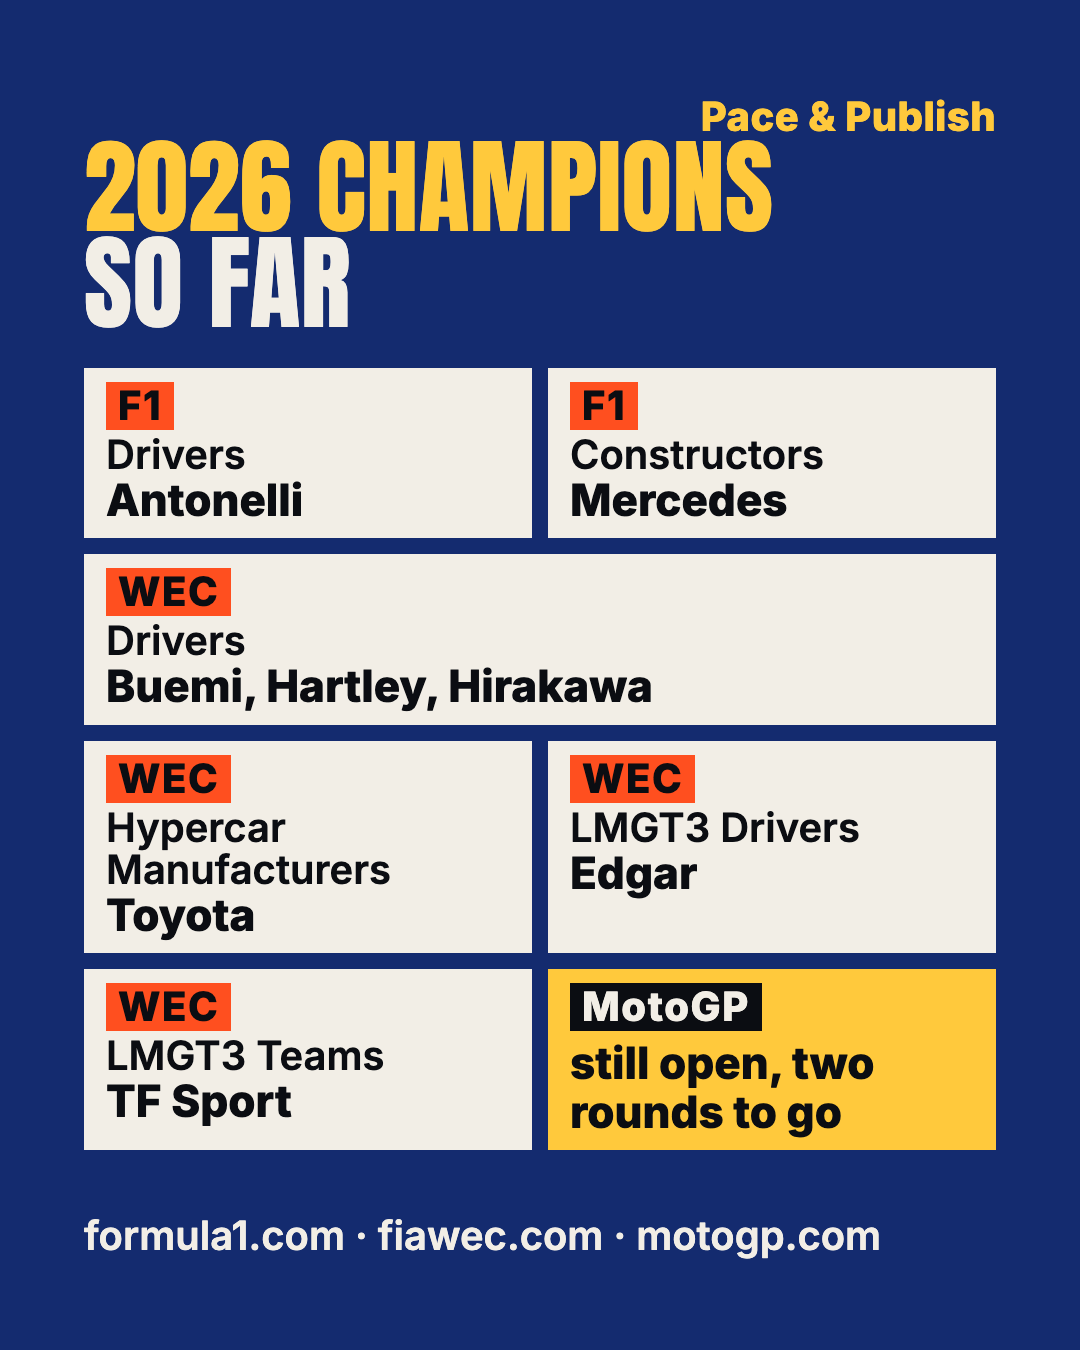 Pace & Publish
2026 CHAMPIONS
SO FAR
F1
Drivers
Antonelli
F1
Constructors
Mercedes
WEC
Drivers
Buemi, Hartley, Hirakawa
WEC
Hypercar
Manufacturers
Toyota
WEC
LMGT3 Drivers
Edgar
WEC
LMGT3 Teams
TF Sport
MotoGP
still open, two
rounds to go
formula1.com · fiawec.com · motogp.com